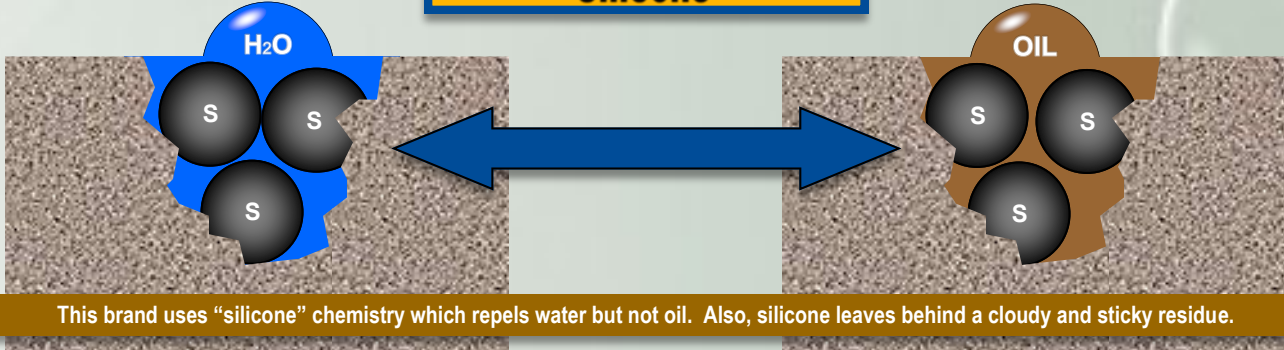 Silicone
H2O
OIL
S
S
S
S
S
S
This brand uses “silicone” chemistry which repels water but not oil. Also, silicone leaves behind a cloudy and sticky residue.